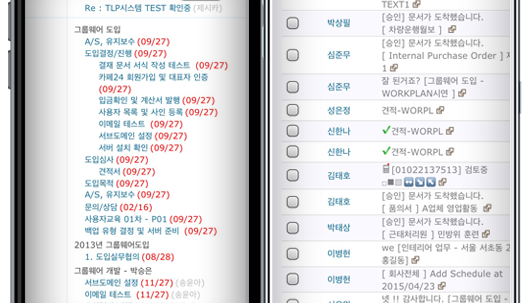 Re : TLP시스템 TEST 확인중 (제시카)
그룹웨어 도입
A/S, 유지보수 (09/27)
도입결정/진행 (09/27)
결재 문서 서식 작성 테스트 (09/27)
카페24 회원가입 및 대표자 인증
(09/27)
입금확인 및 계산서 발행 (09/27)
사용자 목록 및 사인 등록 (09/27)
이메일 테스트 (09/27)
서브도메인 설정 (09/27)
서버 설치 확인 (09/27)
도입심사 (09/27)
견적서 (09/27)
도입목적 (09/27)
A/S, 유지보수 (09/27)
문의/상담 (02/16)
사용자교육 01차 - P01 (09/27)
백업 유형 결정 및 서버 준비 (09/27)
2013년 그룹웨어도입
1. 도입실무협의 (08/28)
그룹웨어 개발 - 박승은
서브도메인 설정 (11/27) (송윤아)
이메일 테스트 (11/27) (송윤아)
TEXT1
박상필 [승인] 문서가 도착했습니다.
[ 차량운행월보 ]
심준무 [승인] 문서가 도착했습니다.
[ Internal Purchase Order ] 지
1
심준무 잘 된거죠? [그룹웨어 도입 -
WORKPLAN시연 ]
성은정 견적-WORPL
신한나 견적-WORPL
신한나 견적-WORPL
김태호 [01022137513] 검토중
김태호 [승인] 문서가 도착했습니다.
[ 품의서 ] A업체 영업활동
박태상 [승인] 문서가 도착했습니다.
[ 근태처리원 ] 민방위 훈련
이병헌 we [인테리어 업무 - 서울 서초동 2
홍길동]
이병헌 [ 회사전체 ] Add Schedule at
2015/04/23
넷 !! 감사합니다. [그룹웨어